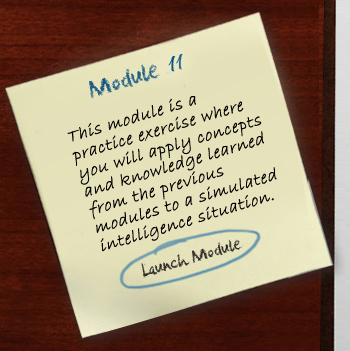 Module 11
This module is a
practice exercise where
you will apply concepts
and knowledge learned
from the previous
modules to a simulated
intelligence situation.
Launch Module